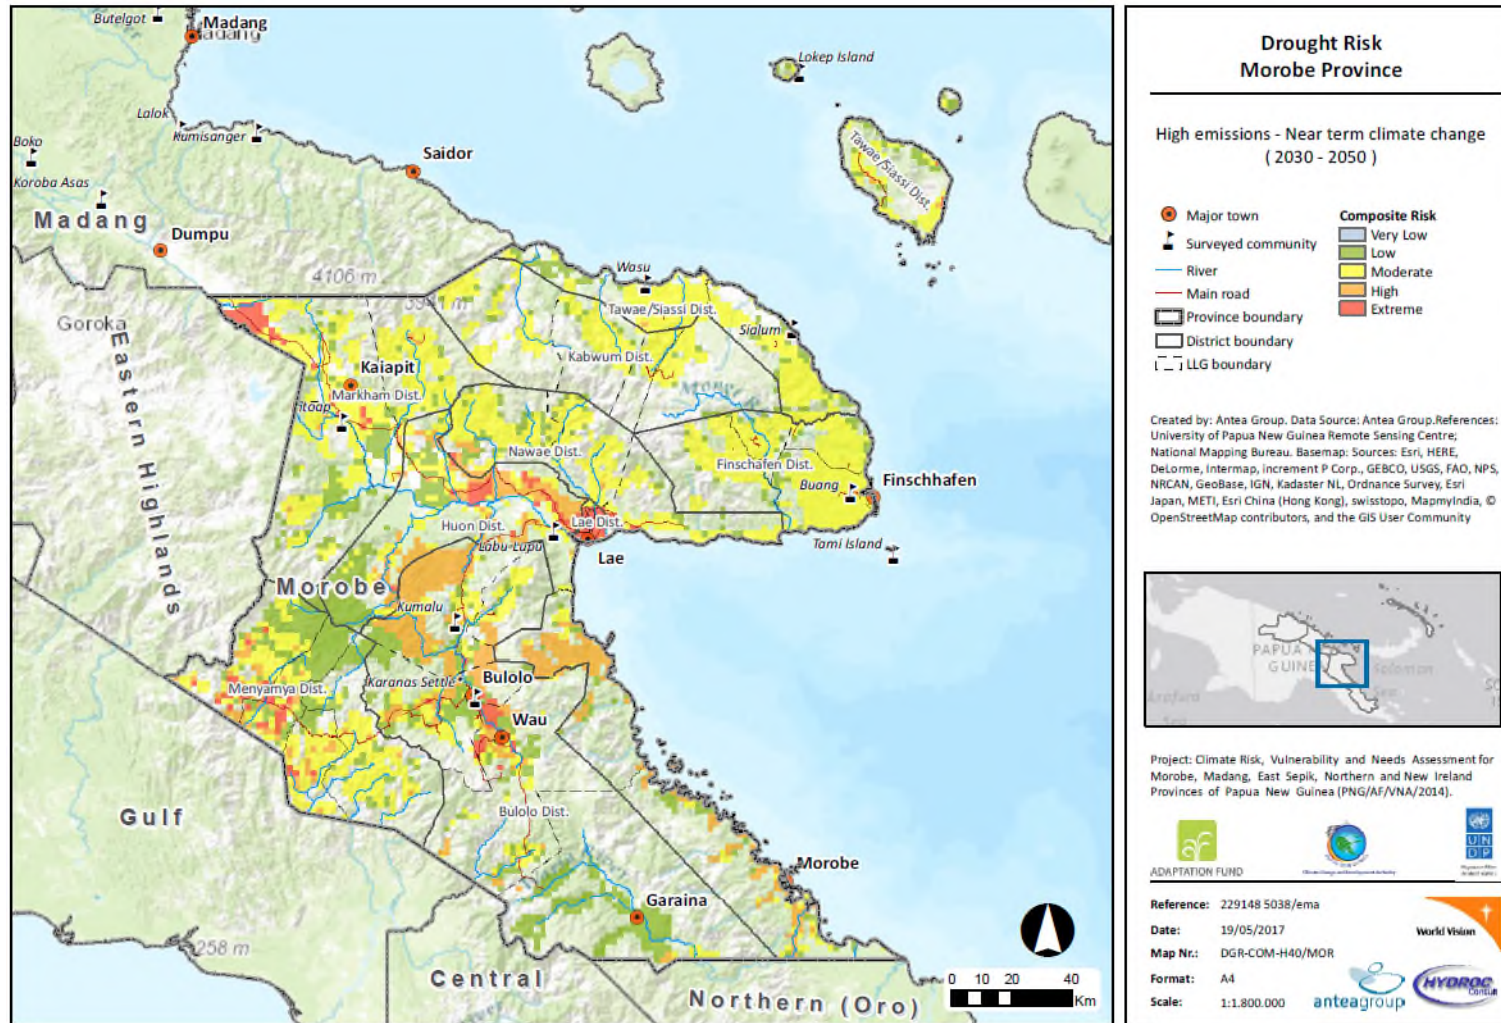 Butelgot
Madang
adang
Lokep Island
Lalok
Kumisanger
Boko
Saidor
Koroba Asas
Tawae/Siassi Dist.
Madang
Dumpu
4106 m
Wasu
Goroka
Tawae/Siassi Dist.
Sialum
Kabwum Dist.
Kaiapit
Markham Dist.
Eastern Highlands
Nawae Dist.
Finschafen Dist.
Buang
Finschhafen
Huon Dist.
Lae Dist.
Labu Lupu
Lae
Tami Island
Morobe
Kumalu
Menyamya Dist.
Karanas Settle
Bulolo
Wau
Gulf
Bulolo Dist.
Morobe
Garaina
258 m
Central
Northern (Oro)
0 10 20 40
Km
Drought Risk
Morobe Province
High emissions - Near term climate change
( 2030 - 2050 )
Major town
Surveyed community
River
Main road
Province boundary
District boundary
LLG boundary
Composite Risk
Very Low
Low
Moderate
High
Extreme
Created by: Antea Group. Data Source: Antea Group.References:
University of Papua New Guinea Remote Sensing Centre;
National Mapping Bureau. Basemap: Sources: Esri, HERE,
DeLorme, Intermap, increment P Corp., GEBCO, USGS, FAO, NPS,
NRCAN, GeoBase, IGN, Kadaster NL, Ordnance Survey, Esri
Japan, METI, Esri China (Hong Kong), swisstopo, MapmyIndia, ©
OpenStreetMap contributors, and the GIS User Community
PAPUA
GUINE
Solomon
Sea
Arafura
Project: Climate Risk, Vulnerability and Needs Assessment for
Morobe, Madang, East Sepik, Northern and New Ireland
Provinces of Papua New Guinea (PNG/AF/VNA/2014).
af
ADAPTATION FUND
U N
D P
Reference: 229148 5038/ema
Date: 19/05/2017
Map Nr.: DGR-COM-H40/MOR
Format: A4
Scale: 1:1.800.000
World Vision
anteagroup
HYDROC
Consult